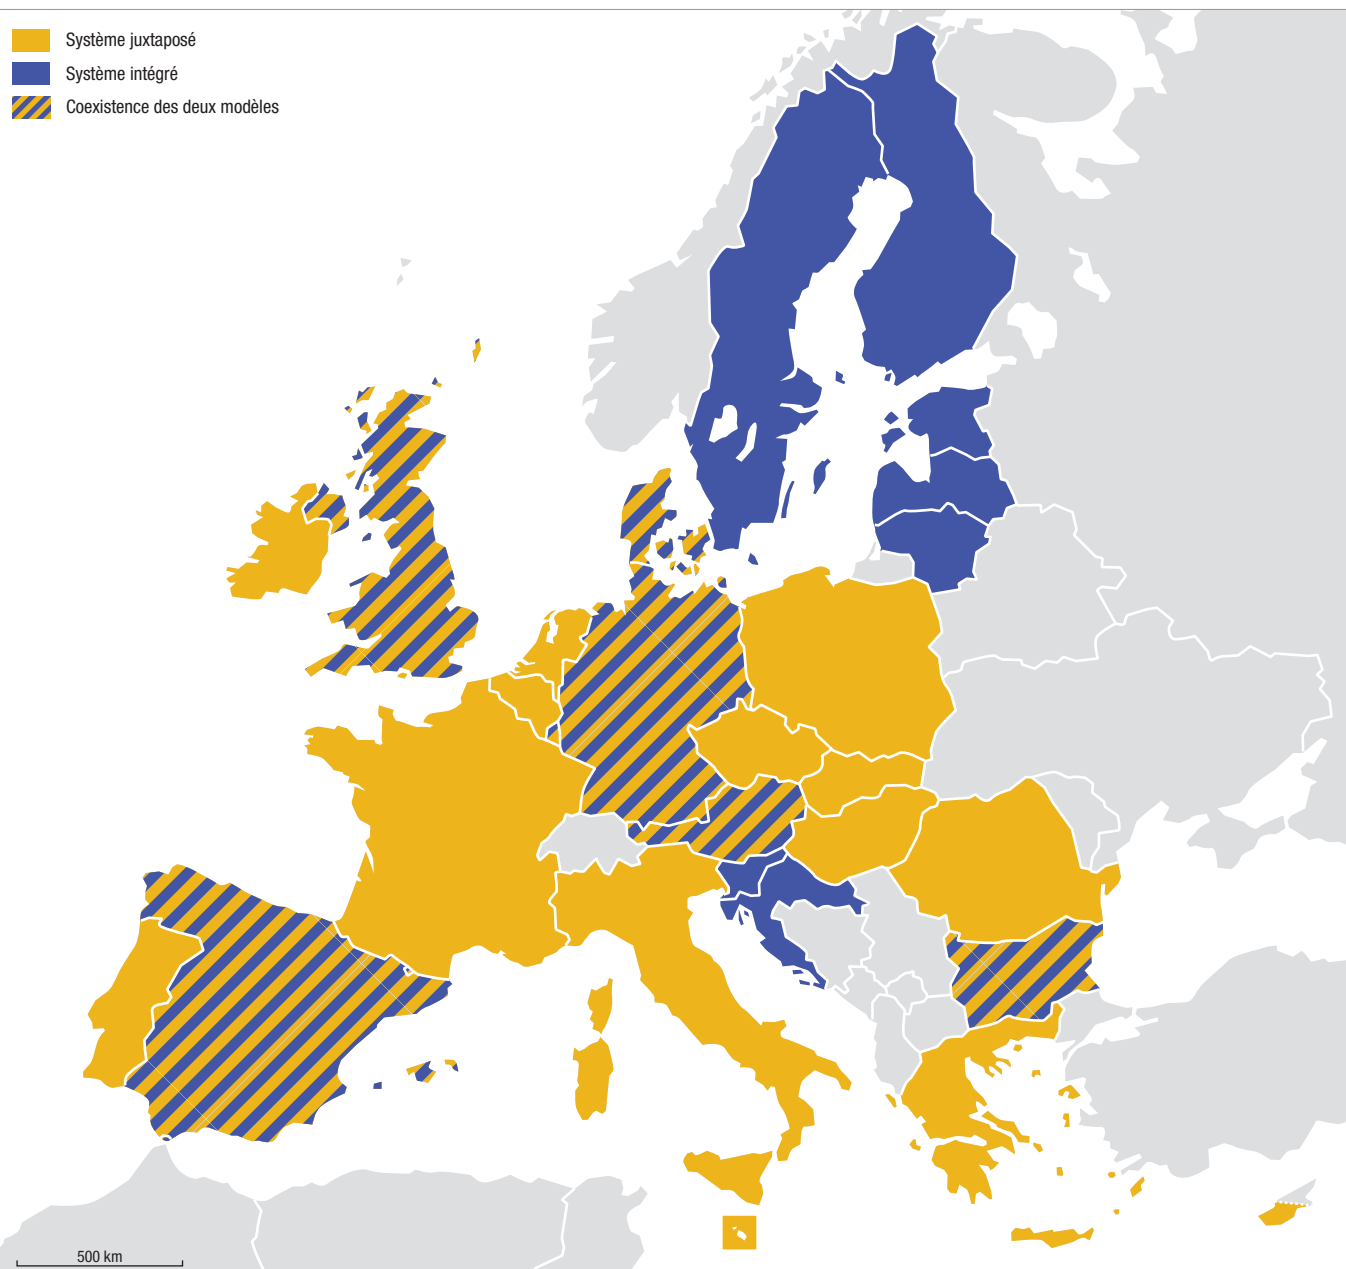 Système juxtaposé
Système intégré
Coexistence des deux modèles
500 km